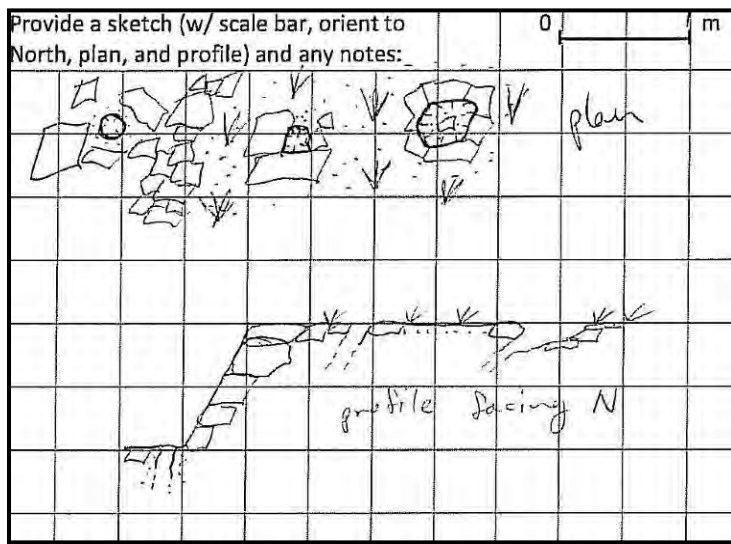 Provide a sketch (w/ scale bar, orient to
North, plan, and profile) and any notes:
0 m
plan
profile facing N